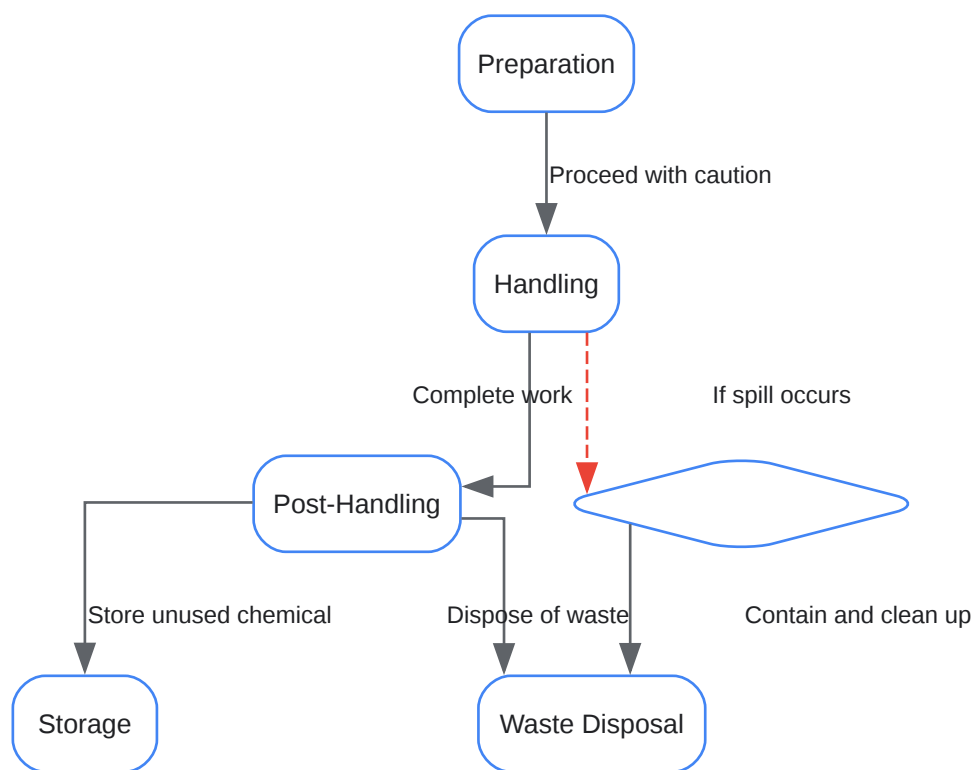 Preparation
Proceed with caution
Handling
Complete work
If spill occurs
Post-Handling
Store unused chemical
Dispose of waste
Contain and clean up
Storage
Waste Disposal